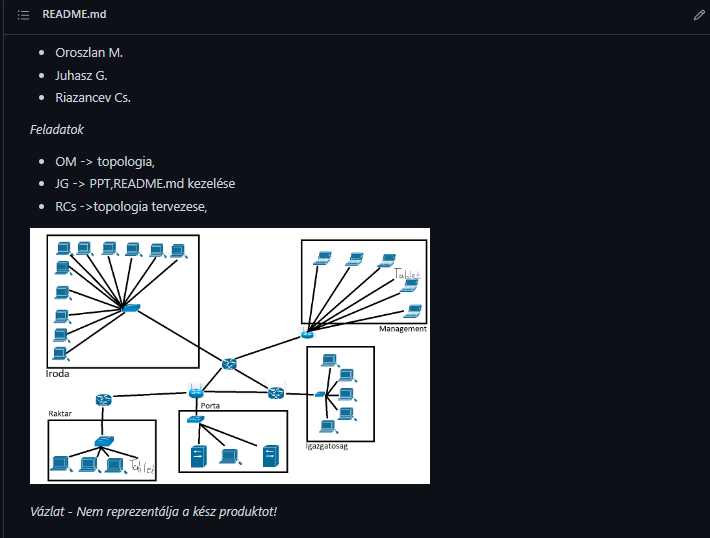 README.md
Oroszlan M.
Juhasz G.
Riazancev Cs.
Feladatok
OM -> topologia,
JG -> PPT,README.md kezelése
RCs ->topologia tervezese,
Tablet
Management
Iroda
Porta
Raktar
Igazgatosag
Tablet
Vázlat - Nem reprezentálja a kész produktot!